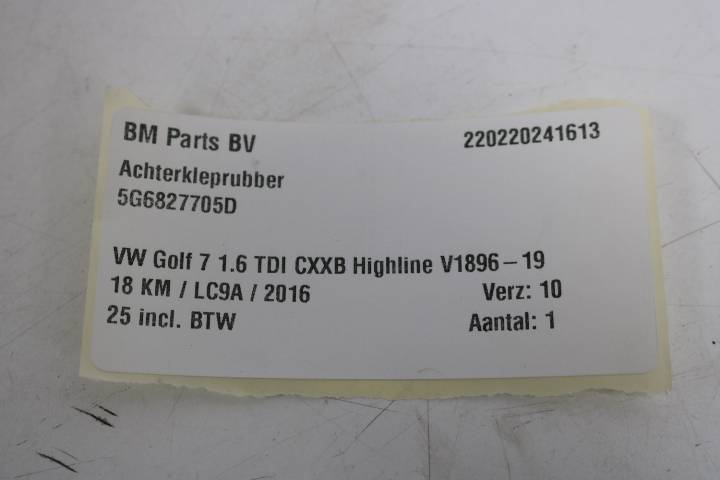 BM Parts BV 220220241613
Achterkleprubber
5G6827705D
VW Golf 7 1.6 TDI CXXB Highline V1896-19
18 KM / LC9A / 2016 Verz: 10
25 incl. BTW Aantal: 1